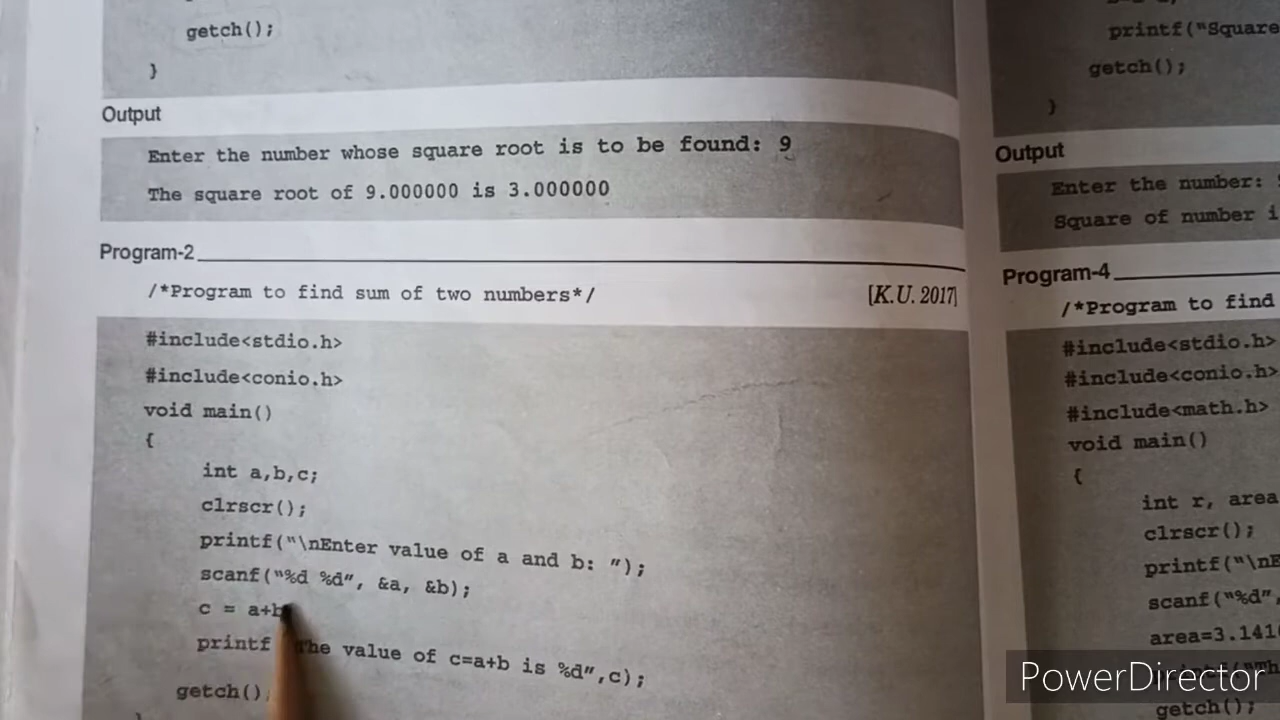 getch();
}
Output
Enter the number whose square root is to be found: 9
The square root of 9.000000 is 3.000000
Program-2
/*Program to find sum of two numbers*/ [K.U. 2017]
#include<stdio.h>
#include<conio.h>
void main()
{
int a,b,c;
clrscr();
printf("\nEnter value of a and b: ");
scanf("%d %d", &a, &b);
c = a+b
printf The value of c=a+b is %d",c);
getch()
printf("Square
getch();
}
Output
Enter the number:
Square of number i
Program-4
/*Program to find
#include<stdio.h>
#include<conio.h>
#include<math.h>
void main()
{
int r, area
clrscr();
printf("\nE
scanf("%d",
area=3.141
getch();
PowerDirector